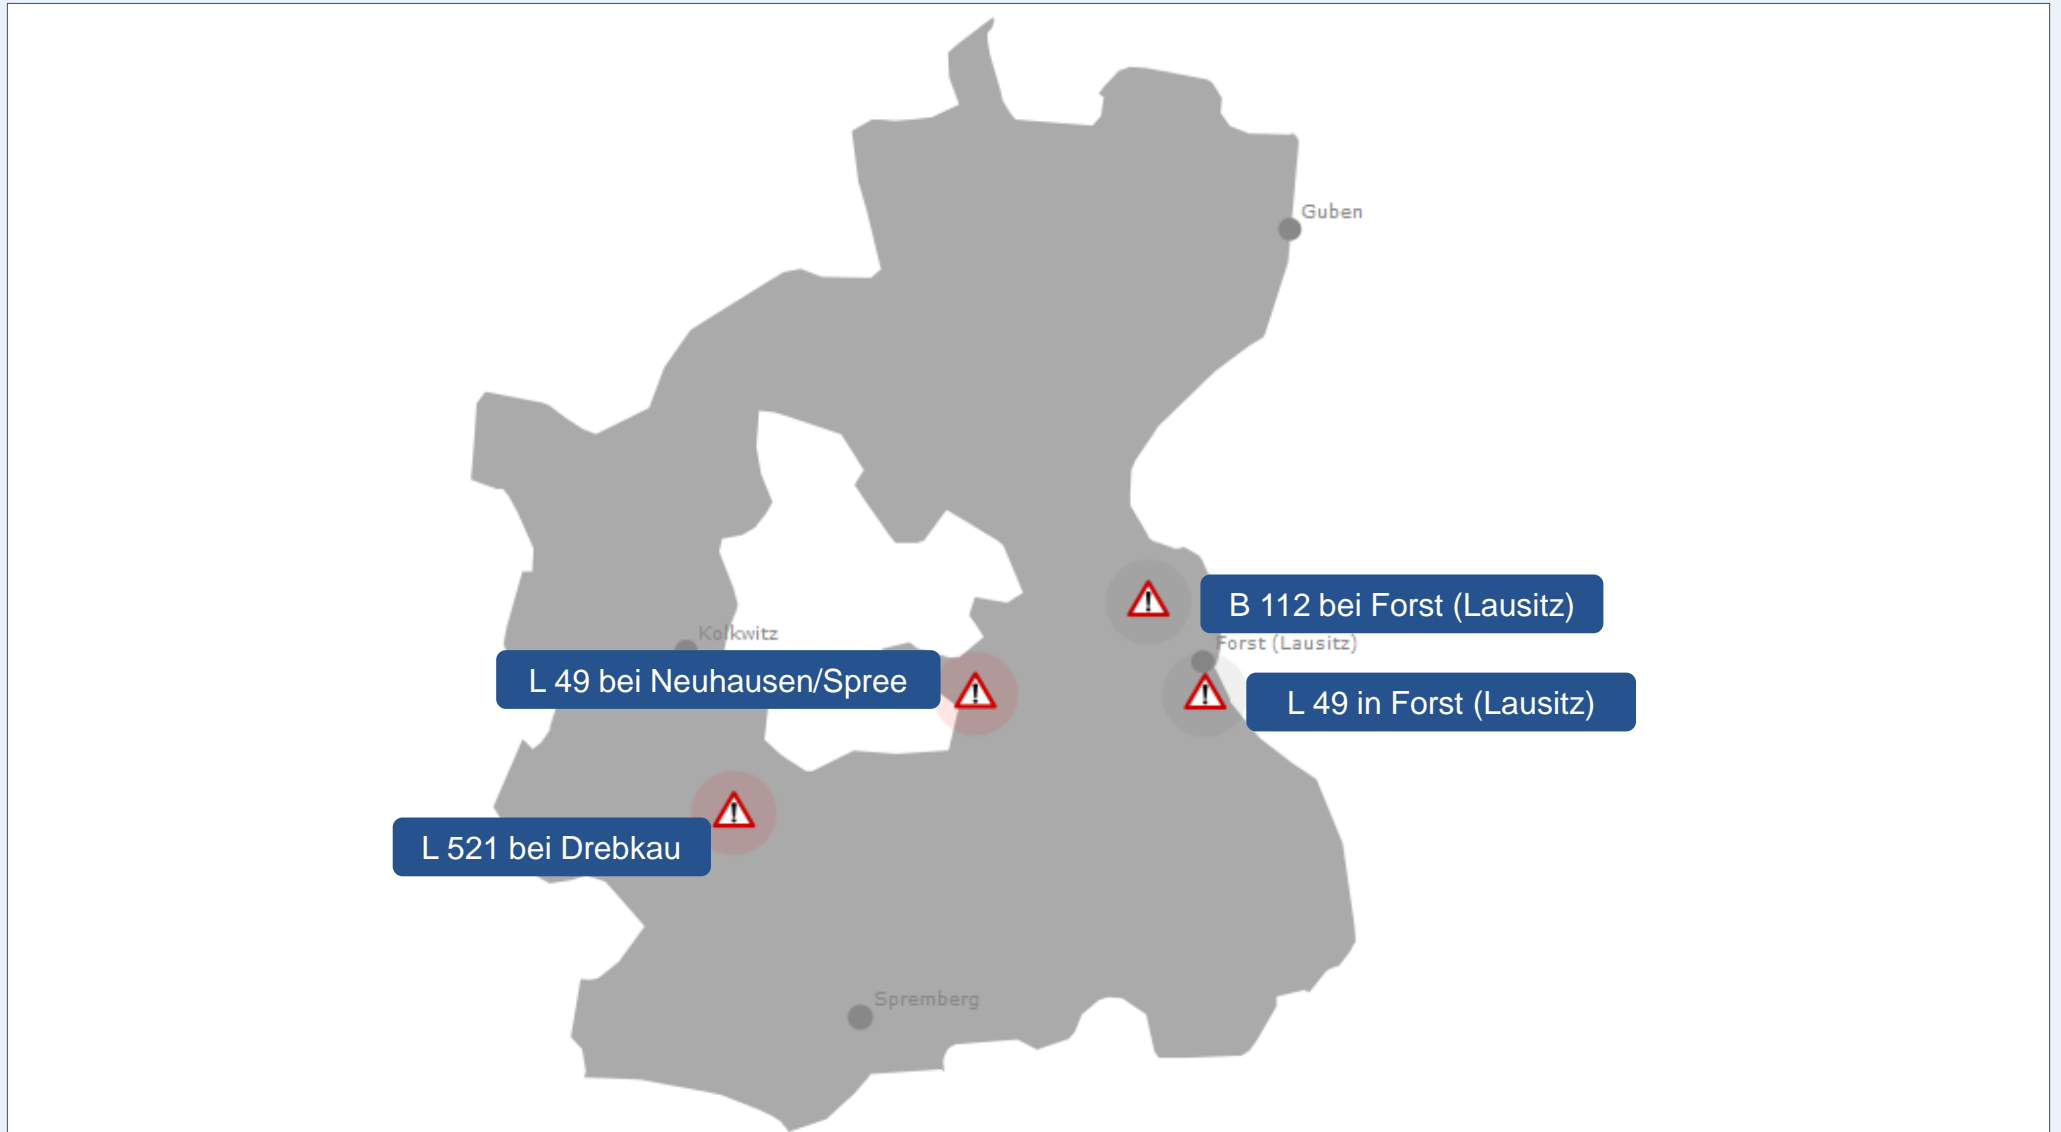 Guben
B 112 bei Forst (Lausitz)
Kolkwitz
Forst (Lausitz)
L 49 bei Neuhausen/Spree
L 49 in Forst (Lausitz)
L 521 bei Drebkau
Spremberg